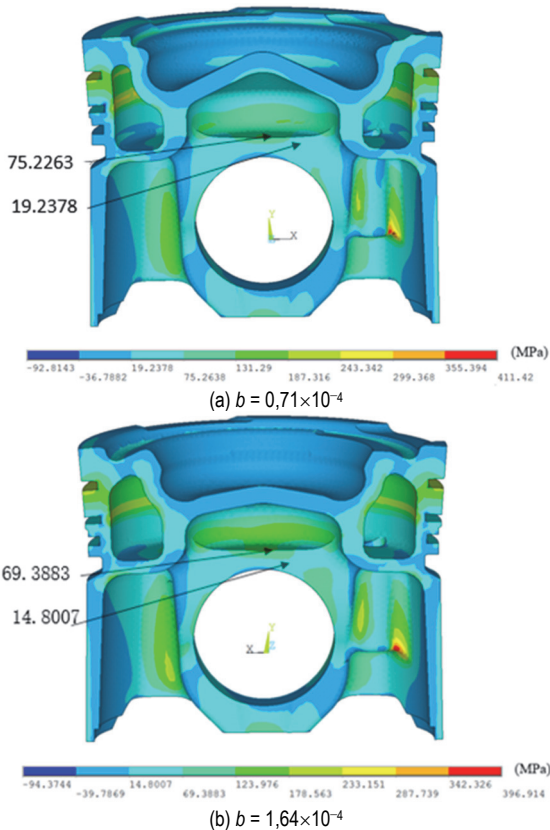 75.2263
19.2378
Y
X
(MPa)
-92.8143 19.2378 131.29 243.342 355.394
-36.7882 75.2638 187.316 299.368 411.42
(a) b = 0,71×10⁻⁴
69.3883
14.8007
Y
X Z
(MPa)
-94.3744 14.8007 123.976 233.151 342.326
-39.7869 69.3883 178.563 287.739 396.914
(b) b = 1,64×10⁻⁴